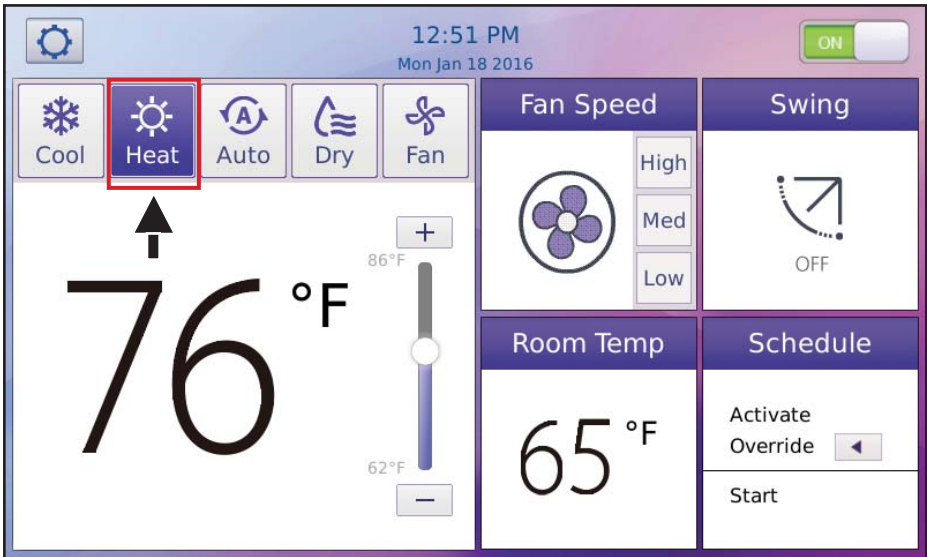 12:51 PM
Mon Jan 18 2016
ON
Cool
Heat
A
Auto
Dry
Fan
76 °F
+
86°F
62°F
−
Fan Speed
High
Med
Low
Swing
OFF
Room Temp
65 °F
Schedule
Activate
Override
Start